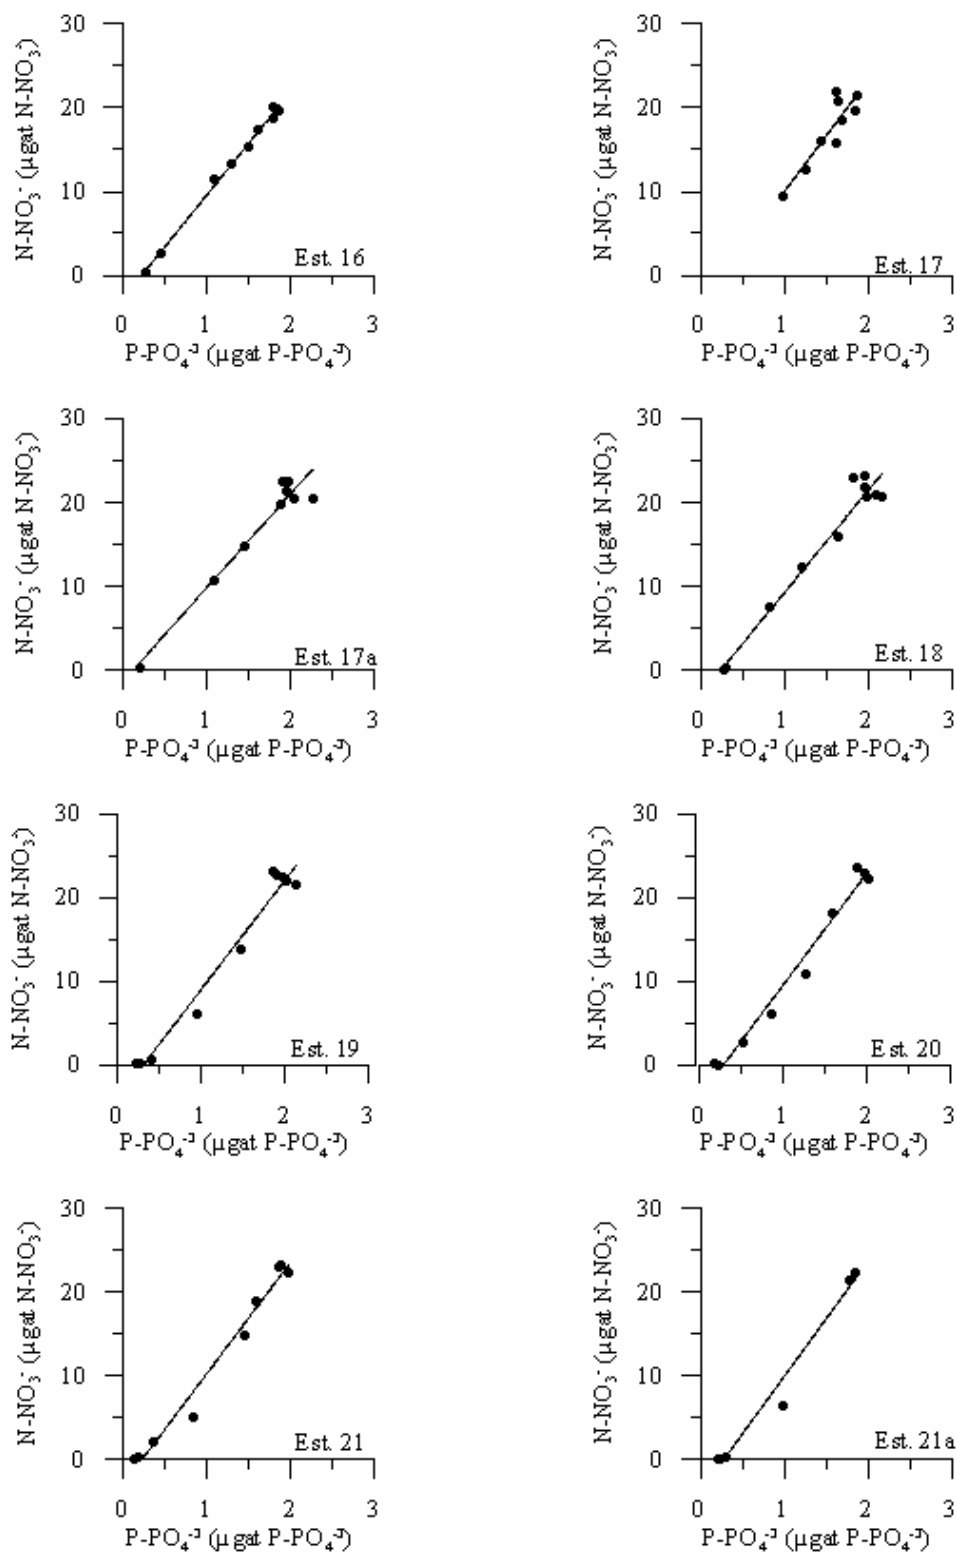 30
20
10
0
N-NO₃⁻ (μgat N-NO₃⁻)
Est. 16
0 1 2 3
P-PO₄⁻³ (μgat P-PO₄⁻³)
30
20
10
0
N-NO₃⁻ (μgat N-NO₃⁻)
Est. 17
0 1 2 3
P-PO₄⁻³ (μgat P-PO₄⁻³)
30
20
10
0
N-NO₃⁻ (μgat N-NO₃⁻)
Est. 17a
0 1 2 3
P-PO₄⁻³ (μgat P-PO₄⁻³)
30
20
10
0
N-NO₃⁻ (μgat N-NO₃⁻)
Est. 18
0 1 2 3
P-PO₄⁻³ (μgat P-PO₄⁻³)
30
20
10
0
N-NO₃⁻ (μgat N-NO₃⁻)
Est. 19
0 1 2 3
P-PO₄⁻³ (μgat P-PO₄⁻³)
30
20
10
0
N-NO₃⁻ (μgat N-NO₃⁻)
Est. 20
0 1 2 3
P-PO₄⁻³ (μgat P-PO₄⁻³)
30
20
10
0
N-NO₃⁻ (μgat N-NO₃⁻)
Est. 21
0 1 2 3
P-PO₄⁻³ (μgat P-PO₄⁻³)
30
20
10
0
N-NO₃⁻ (μgat N-NO₃⁻)
Est. 21a
0 1 2 3
P-PO₄⁻³ (μgat P-PO₄⁻³)